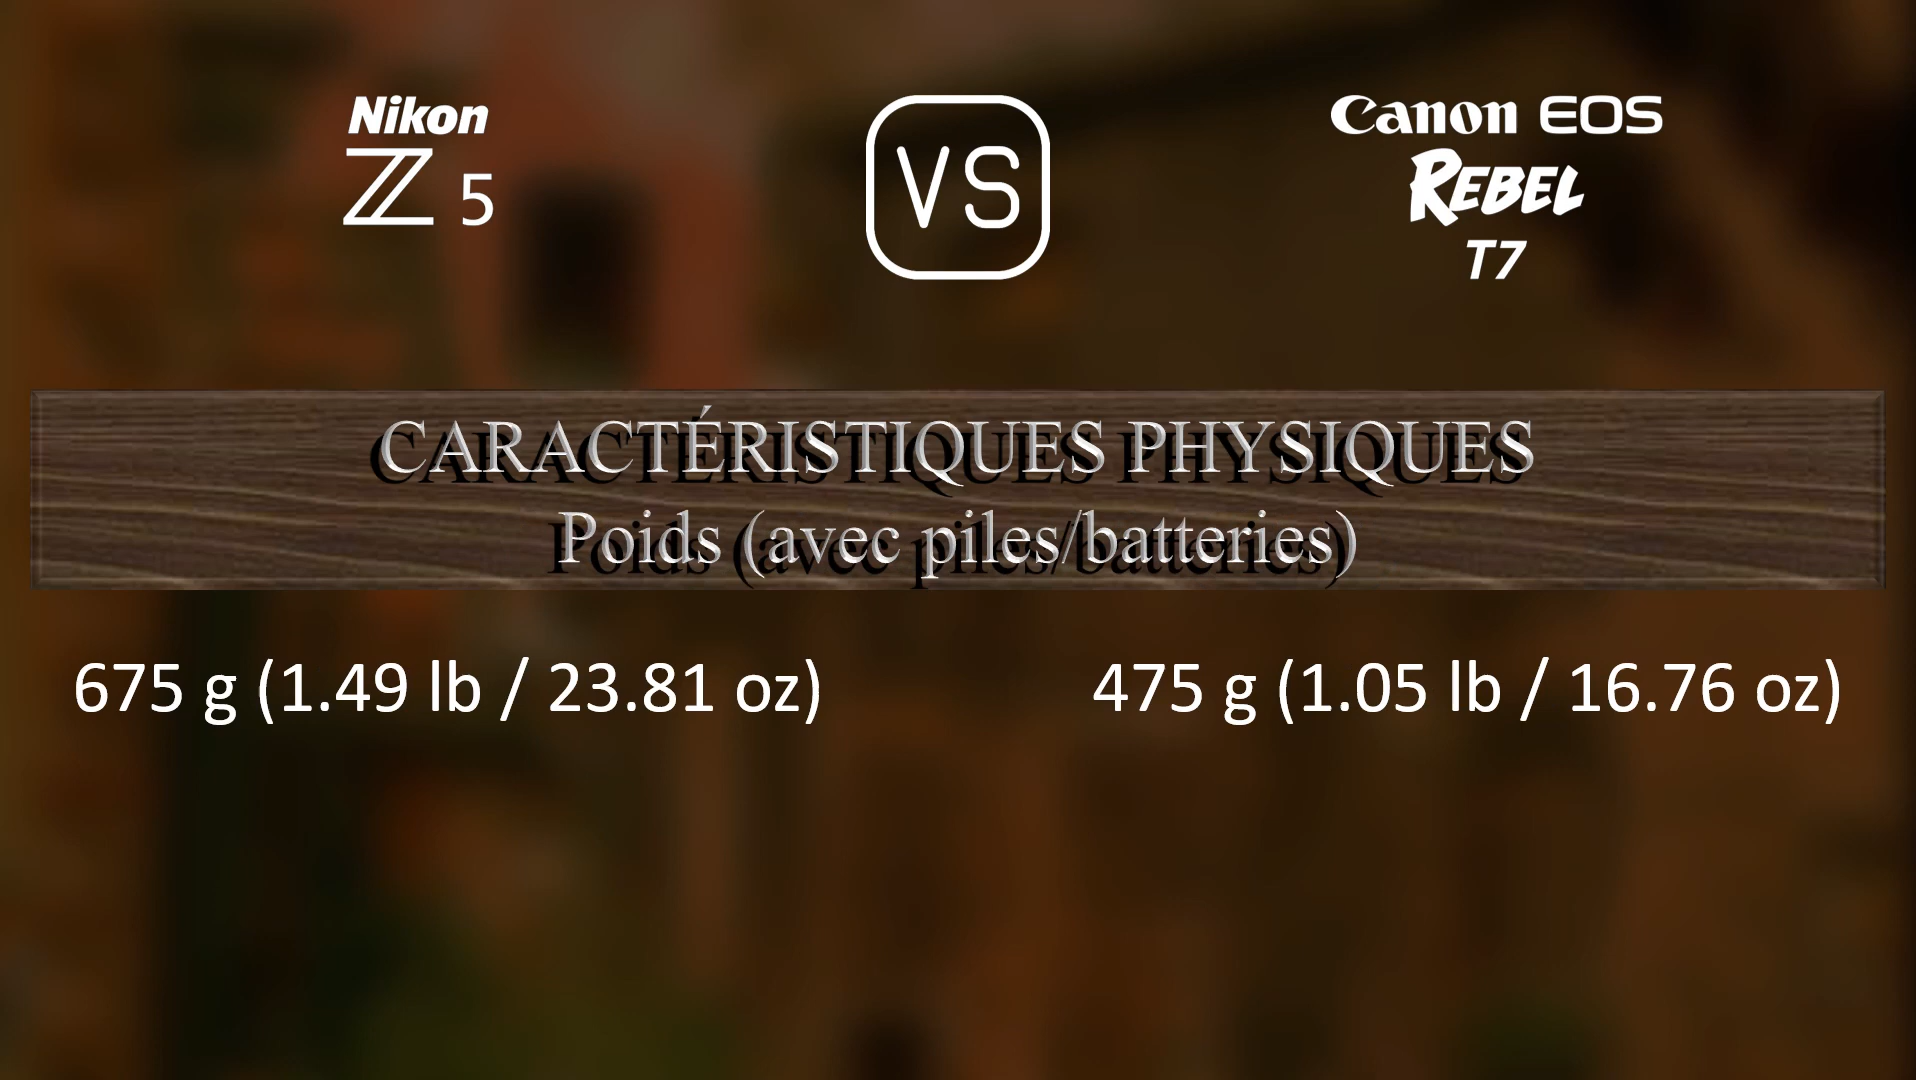 Nikon
Z 5
VS
Canon EOS
REBEL
T7
CARACTÉRISTIQUES PHYSIQUES
Poids (avec piles/batteries)
675 g (1.49 lb / 23.81 oz)
475 g (1.05 lb / 16.76 oz)